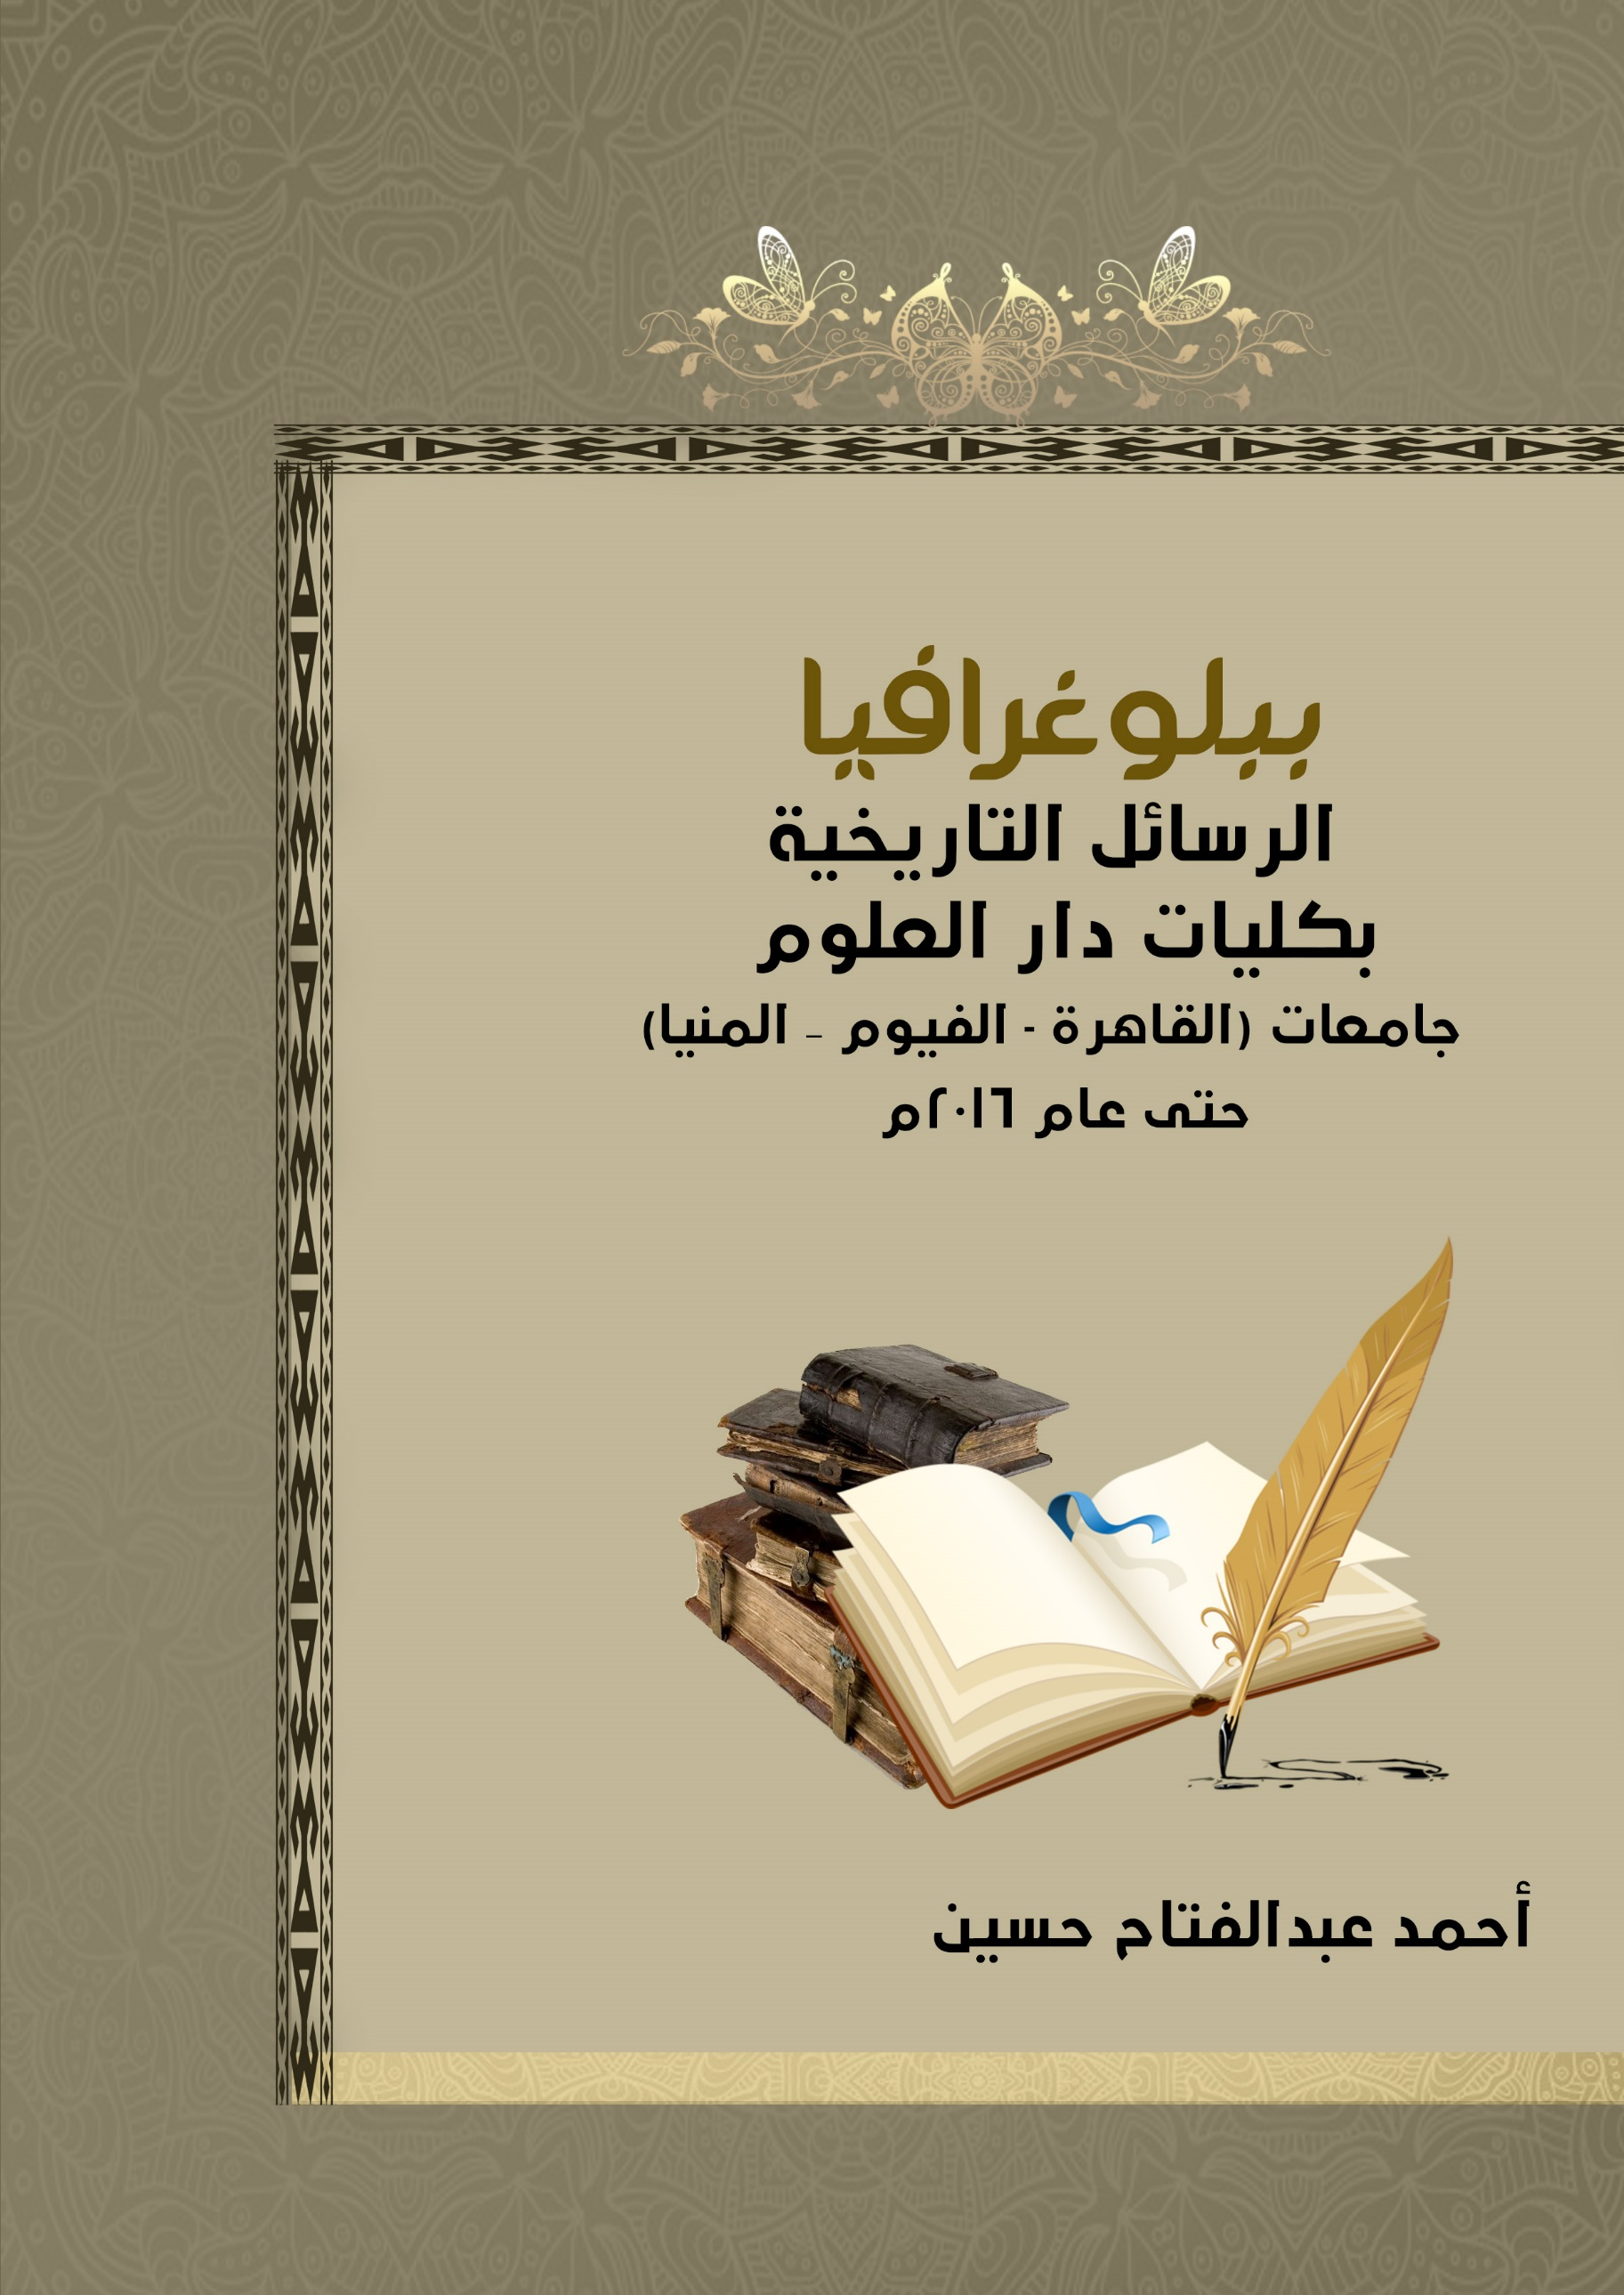 ببلوغرافيا
الرسائل التاريخية
بكليات دار العلوم
جامعات (القاهرة - الفيوم – المنيا)
حتى عام ٢٠١٦م
أحمد عبدالفتاح حسين